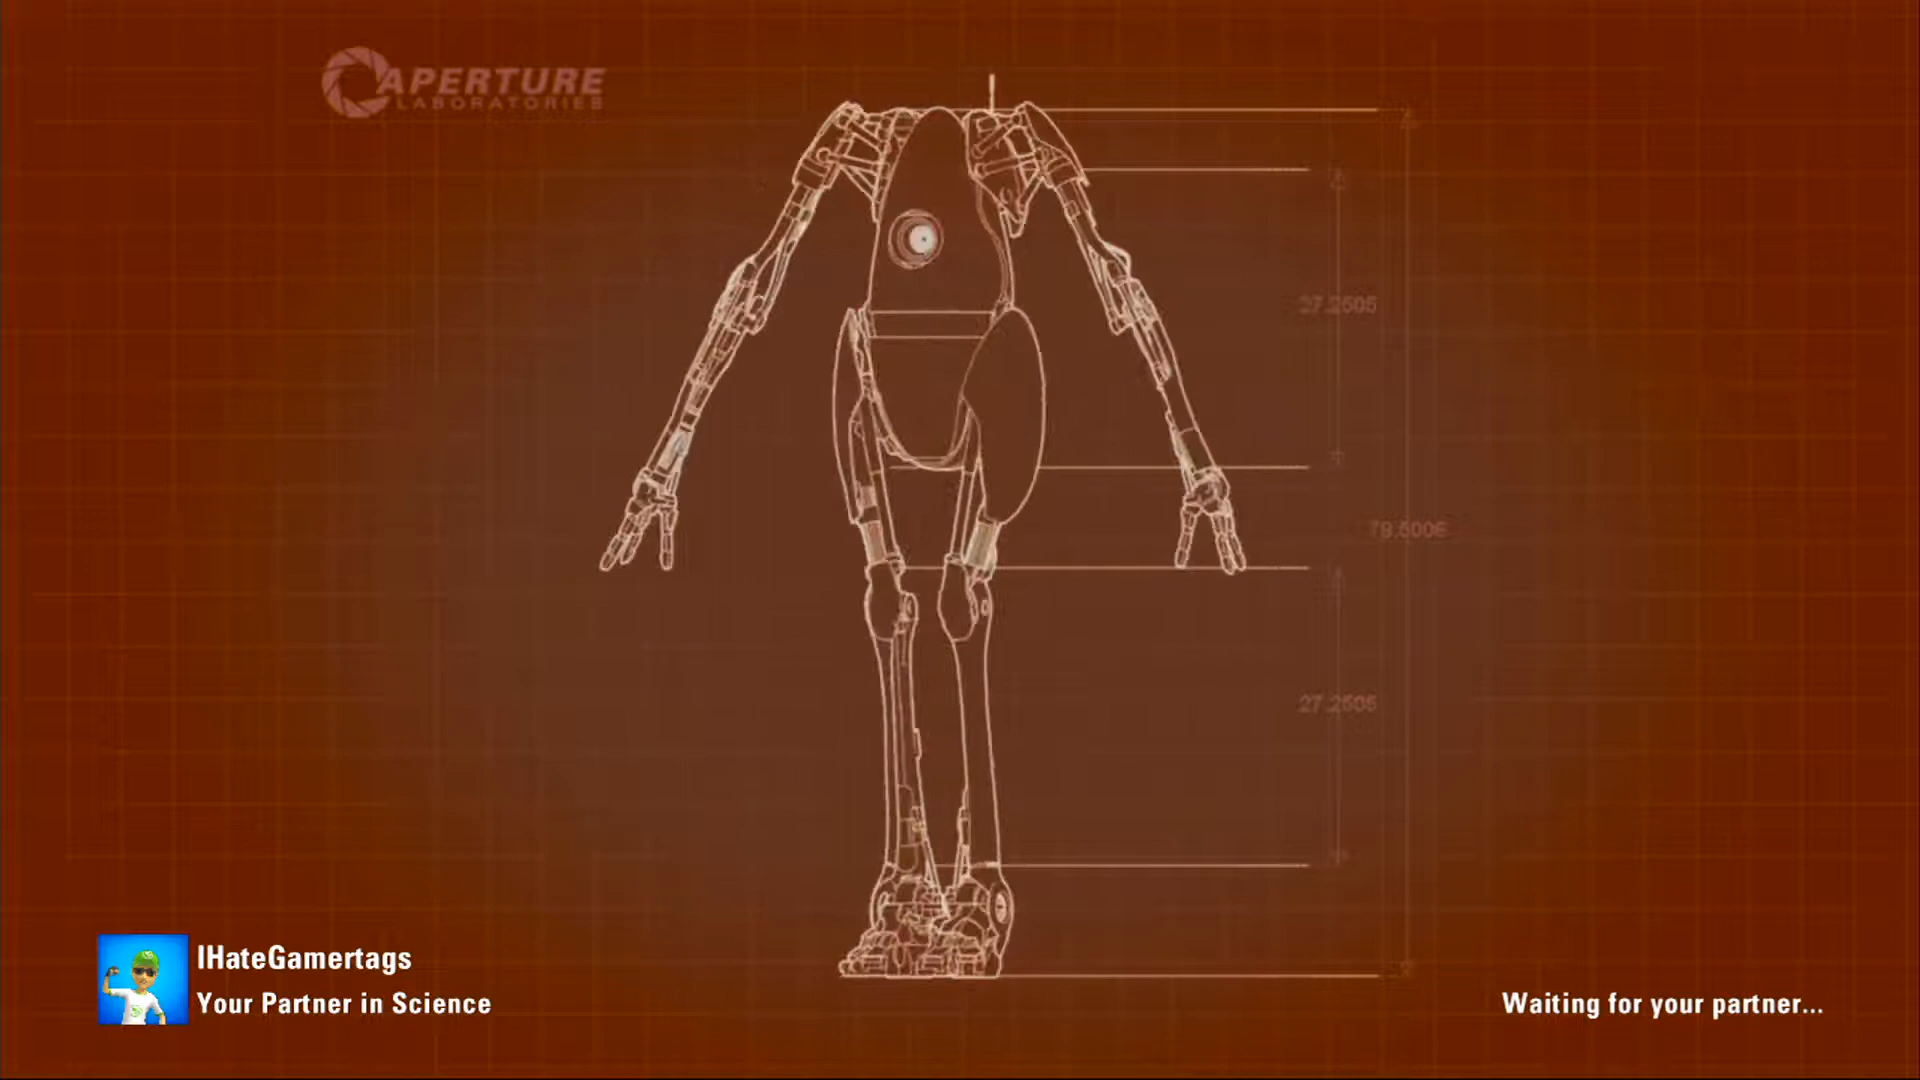 APERTURE
LABORATORIES
27.2505
79.5006
27.2505
IHateGamertags
Your Partner in Science
Waiting for your partner...